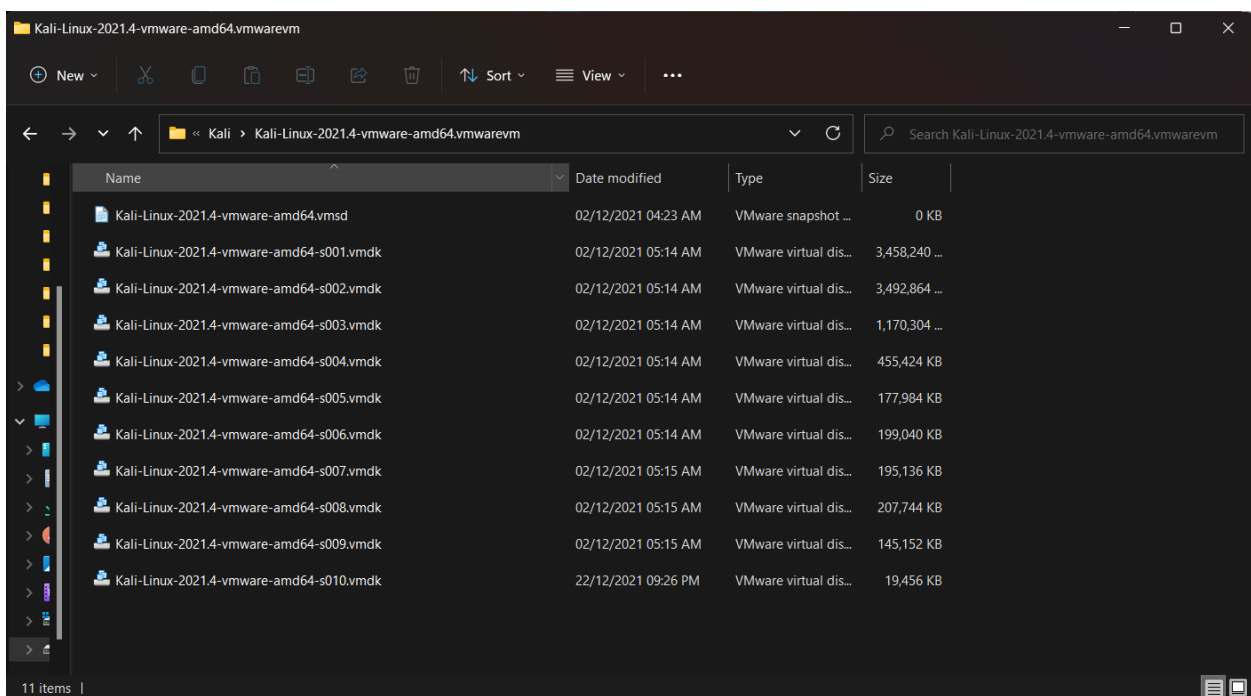 Kali-Linux-2021.4-vmware-amd64.vmwarevm
New Sort View
« Kali > Kali-Linux-2021.4-vmware-amd64.vmwarevm Search Kali-Linux-2021.4-vmware-amd64.vmwarevm
Name Date modified Type Size
Kali-Linux-2021.4-vmware-amd64.vmsd 02/12/2021 04:23 AM VMware snapshot ... 0 KB
Kali-Linux-2021.4-vmware-amd64-s001.vmdk 02/12/2021 05:14 AM VMware virtual dis... 3,458,240 ...
Kali-Linux-2021.4-vmware-amd64-s002.vmdk 02/12/2021 05:14 AM VMware virtual dis... 3,492,864 ...
Kali-Linux-2021.4-vmware-amd64-s003.vmdk 02/12/2021 05:14 AM VMware virtual dis... 1,170,304 ...
Kali-Linux-2021.4-vmware-amd64-s004.vmdk 02/12/2021 05:14 AM VMware virtual dis... 455,424 KB
Kali-Linux-2021.4-vmware-amd64-s005.vmdk 02/12/2021 05:14 AM VMware virtual dis... 177,984 KB
Kali-Linux-2021.4-vmware-amd64-s006.vmdk 02/12/2021 05:14 AM VMware virtual dis... 199,040 KB
Kali-Linux-2021.4-vmware-amd64-s007.vmdk 02/12/2021 05:15 AM VMware virtual dis... 195,136 KB
Kali-Linux-2021.4-vmware-amd64-s008.vmdk 02/12/2021 05:15 AM VMware virtual dis... 207,744 KB
Kali-Linux-2021.4-vmware-amd64-s009.vmdk 02/12/2021 05:15 AM VMware virtual dis... 145,152 KB
Kali-Linux-2021.4-vmware-amd64-s010.vmdk 22/12/2021 09:26 PM VMware virtual dis... 19,456 KB
11 items |